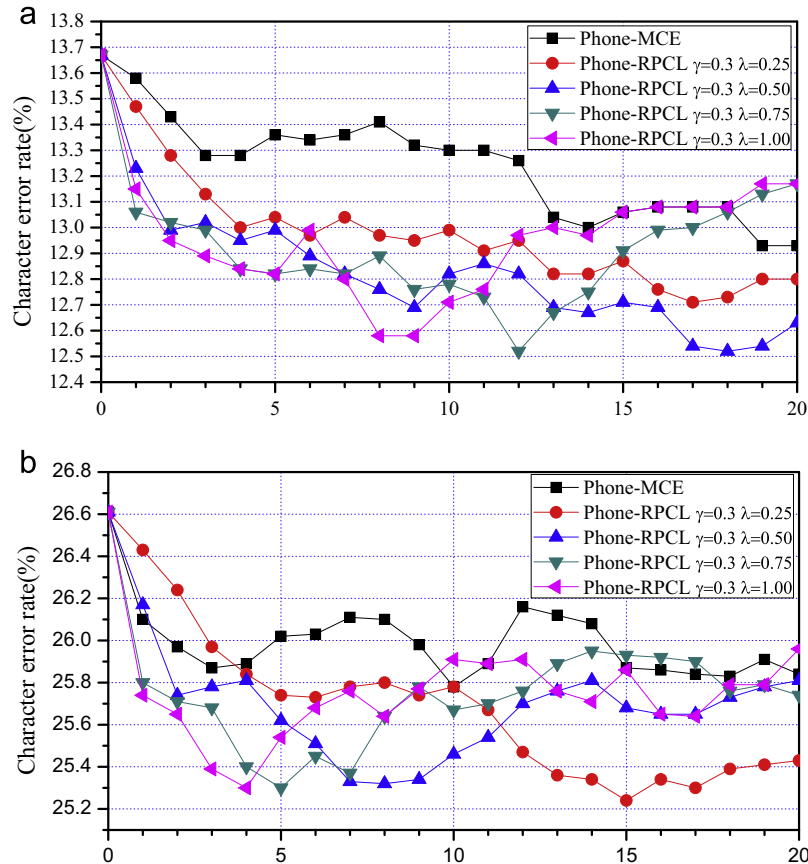 a
13.8
13.7
13.6
13.5
13.4
13.3
13.2
13.1
13.0
12.9
12.8
12.7
12.6
12.5
12.4
Character error rate(%)
Phone-MCE
Phone-RPCL γ=0.3 λ=0.25
Phone-RPCL γ=0.3 λ=0.50
Phone-RPCL γ=0.3 λ=0.75
Phone-RPCL γ=0.3 λ=1.00
0 5 10 15 20
b
26.8
26.6
26.4
26.2
26.0
25.8
25.6
25.4
25.2
Character error rate(%)
Phone-MCE
Phone-RPCL γ=0.3 λ=0.25
Phone-RPCL γ=0.3 λ=0.50
Phone-RPCL γ=0.3 λ=0.75
Phone-RPCL γ=0.3 λ=1.00
0 5 10 15 20